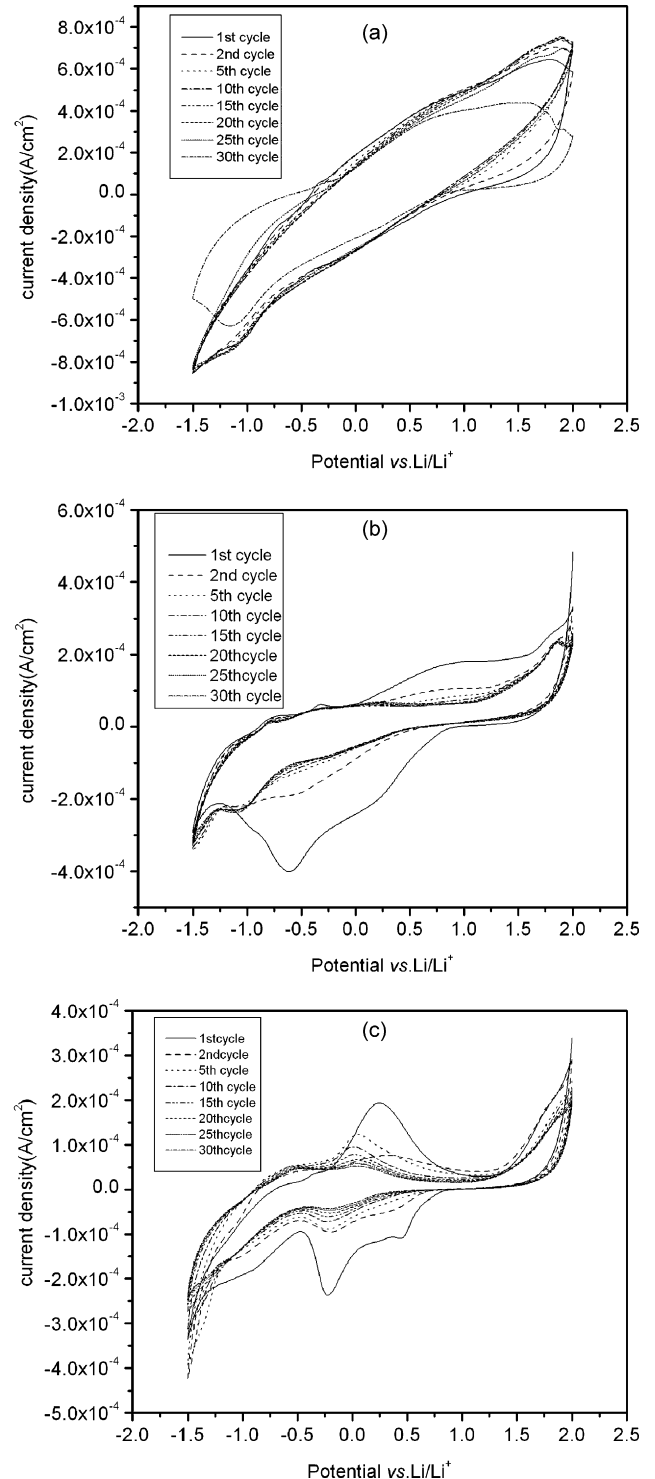 (a)
1st cycle
2nd cycle
5th cycle
10th cycle
15th cycle
20th cycle
25th cycle
30th cycle
8.0x10⁻⁴
6.0x10⁻⁴
4.0x10⁻⁴
2.0x10⁻⁴
0.0
-2.0x10⁻⁴
-4.0x10⁻⁴
-6.0x10⁻⁴
-8.0x10⁻⁴
-1.0x10⁻³
current density(A/cm²)
-2.0 -1.5 -1.0 -0.5 0.0 0.5 1.0 1.5 2.0 2.5
Potential vs.Li/Li⁺
(b)
1st cycle
2nd cycle
5th cycle
10th cycle
15th cycle
20thcycle
25th cycle
30th cycle
6.0x10⁻⁴
4.0x10⁻⁴
2.0x10⁻⁴
0.0
-2.0x10⁻⁴
-4.0x10⁻⁴
current density(A/cm²)
-2.0 -1.5 -1.0 -0.5 0.0 0.5 1.0 1.5 2.0 2.5
Potential vs.Li/Li⁺
(c)
1stcycle
2ndcycle
5th cycle
10th cycle
15th cycle
20thcycle
25thcycle
30thcycle
4.0x10⁻⁴
3.0x10⁻⁴
2.0x10⁻⁴
1.0x10⁻⁴
0.0
-1.0x10⁻⁴
-2.0x10⁻⁴
-3.0x10⁻⁴
-4.0x10⁻⁴
-5.0x10⁻⁴
current density(A/cm²)
-2.0 -1.5 -1.0 -0.5 0.0 0.5 1.0 1.5 2.0 2.5
Potential vs.Li/Li⁺